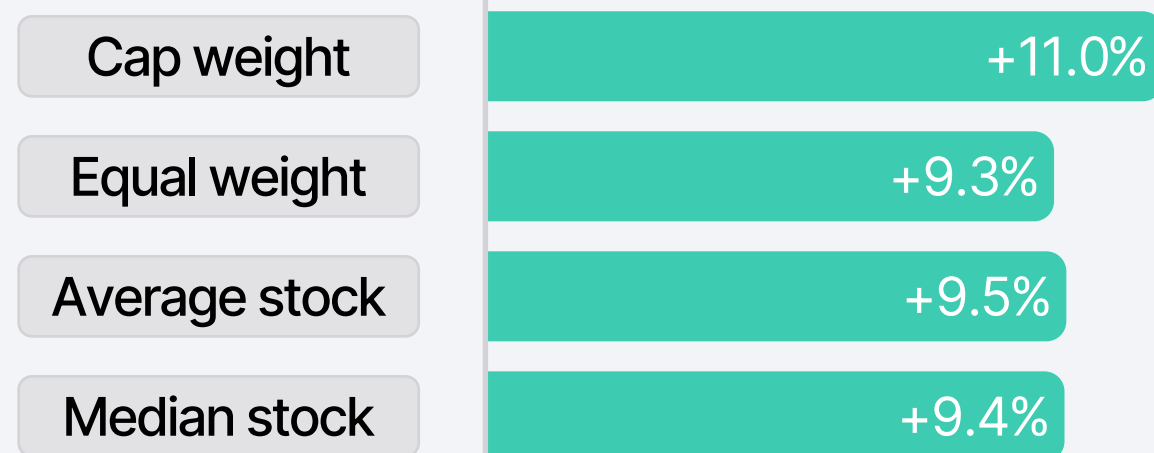 Cap weight +11.0%
Equal weight +9.3%
Average stock +9.5%
Median stock +9.4%